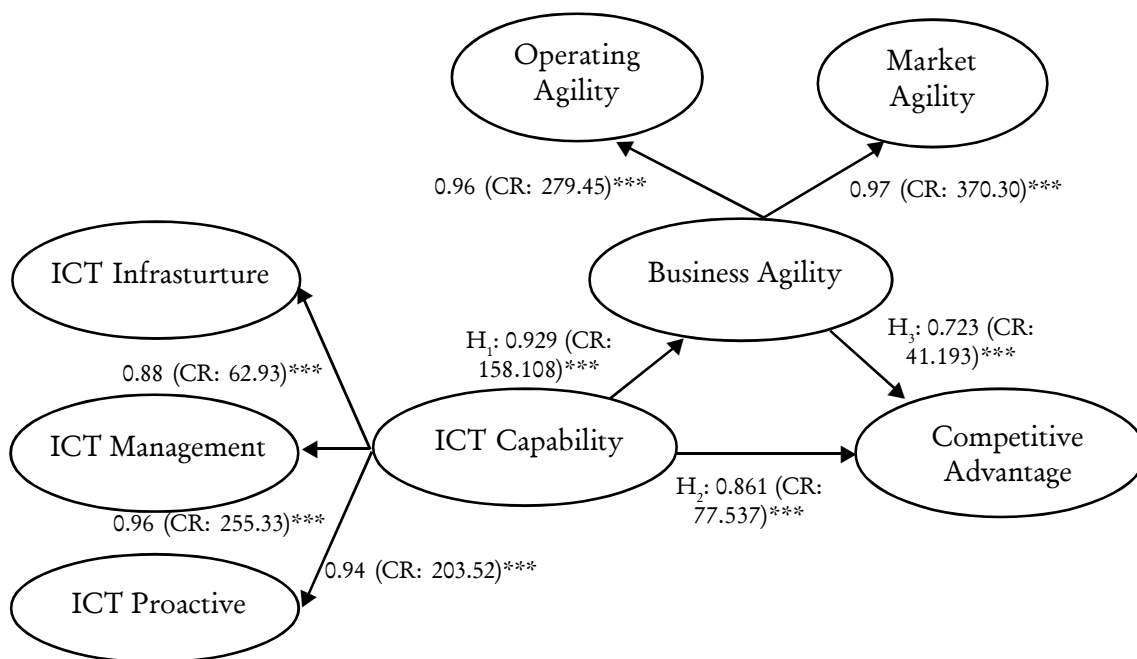 Operating
Agility
Market
Agility
0.96 (CR: 279.45)***
0.97 (CR: 370.30)***
ICT Infrasturture
Business Agility
H₁: 0.929 (CR:
158.108)***
H₃: 0.723 (CR:
41.193)***
0.88 (CR: 62.93)***
ICT Management
ICT Capability
Competitive
Advantage
H₂: 0.861 (CR:
77.537)***
0.96 (CR: 255.33)***
0.94 (CR: 203.52)***
ICT Proactive